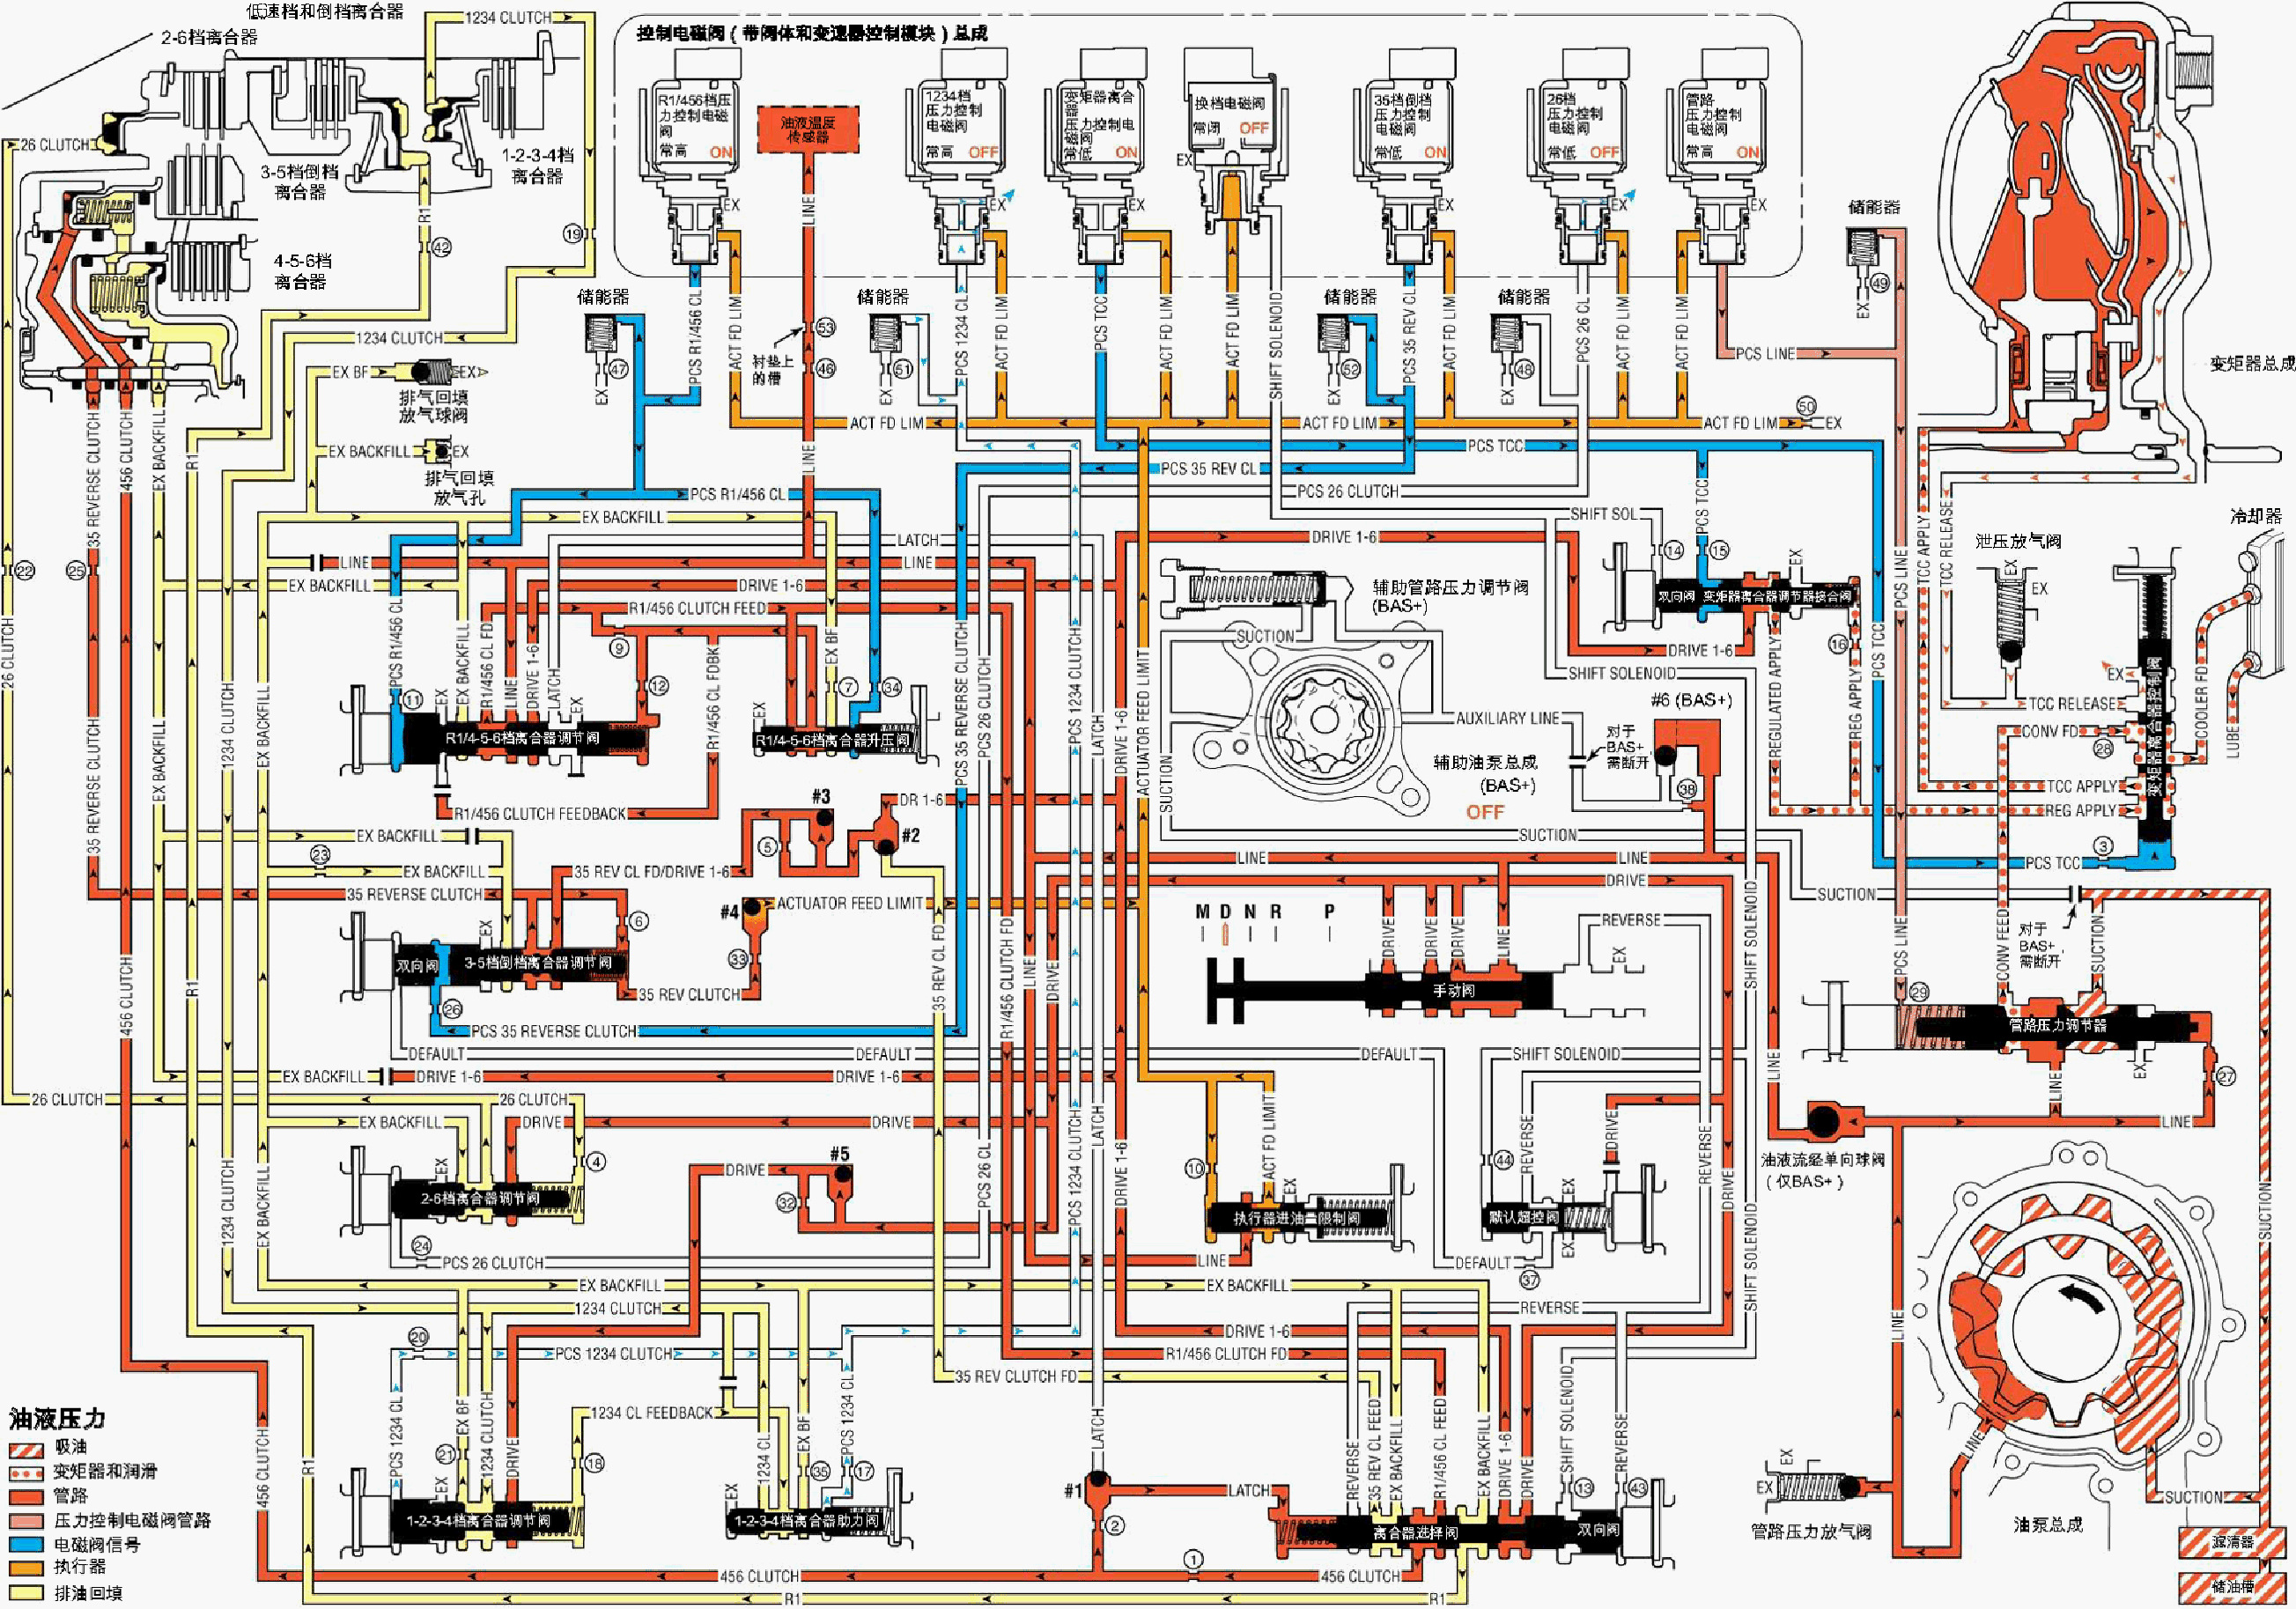 低速档和倒档离合器
1234 CLUTCH
2-6档离合器
26 CLUTCH
3-5档倒档
离合器
1-2-3-4档
离合器
4-5-6档
离合器
R1
42
19
1234 CLUTCH
控制电磁阀（带阀体和变速器控制模块）总成
R1/456档压
力控制电磁
阀
常高 ON
油液温度
传感器
1234档
压力控制
电磁阀
常高 OFF
变矩器离合
器
压力控制电
磁阀
常低 ON
换档电磁阀
常闭 OFF
EX
35档倒档
压力控制
电磁阀
常低 ON
26档
压力控制
电磁阀
常低 OFF
管路
压力控制
电磁阀
常高 ON
EX
EX
EX
EX
EX
EX
储能器
47
EX
PCS R1/456 CL
ACT FD LIM
LINE
53
46
衬垫上
的槽
储能器
51
EX
PCS 1234 CL
ACT FD LIM
PCS TCC
ACT FD LIM
ACT FD LIM
SHIFT SOLENOID
储能器
52
EX
PCS 35 REV CL
ACT FD LIM
储能器
48
EX
PCS 26 CL
ACT FD LIM
ACT FD LIM
PCS LINE
储能器
49
EX
变矩器总成
EX BF
EX
排气回填
放气球阀
EX BACKFILL
EX
排气回填
放气孔
ACT FD LIM
ACT FD LIM
ACT FD LIM
50
EX
PCS TCC
PCS 35 REV CL
PCS R1/456 CL
PCS 26 CLUTCH
EX BACKFILL
SHIFT SOL
LATCH
DRIVE 1-6
LINE
LINE
LINE
EX BACKFILL
DRIVE 1-6
R1/456 CLUTCH FEED
22
25
26 CLUTCH
35 REVERSE CLUTCH
456 CLUTCH
EX BACKFILL
R1
35 REVERSE CLUTCH
EX BACKFILL
1234 CLUTCH
EX BACKFILL
PCS R1/456 CL
11
EX
EX BACKFILL
R1/456 CL FD
LINE
DRIVE 1-6
LATCH
EX
9
12
R1/456 CL FDBK
EX
EX BF
7
34
R1/4-5-6档离合器调节阀
R1/4-5-6档离合器升压阀
R1/456 CLUTCH FEEDBACK
PCS 35 REVERSE CLUTCH
PCS 26 CLUTCH
PCS 1234 CLUTCH
LATCH
DRIVE 1-6
ACTUATOR FEED LIMIT
辅助管路压力调节阀
(BAS+)
SUCTION
SUCTION
AUXILIARY LINE
辅助油泵总成
(BAS+)
OFF
SUCTION
对于
BAS+
需断开
#6 (BAS+)
38
SHIFT SOLENOID
14
PCS TCC
15
EX
双向阀
变矩器离合器调节器接合阀
16
DRIVE 1-6
REGULATED APPLY
REG APPLY
PCS TCC
PCS LINE
TCC APPLY
TCC RELEASE
泄压放气阀
EX
EX
冷却器
EX
TCC RELEASE
CONV FD
28
TCC APPLY
REG APPLY
变矩器离合器控制阀
COOLER FD
LUBE
PCS TCC
3
#3
5
DR 1-6
#2
EX BACKFILL
23
EX BACKFILL
35 REV CL FD/DRIVE 1-6
35 REVERSE CLUTCH
#4
ACTUATOR FEED LIMIT
EX
6
33
双向阀
3-5档倒档离合器调节阀
35 REV CLUTCH
26
PCS 35 REVERSE CLUTCH
DEFAULT
DEFAULT
DEFAULT
EX BACKFILL
DRIVE 1-6
DRIVE 1-6
35 REV CL FD
R1/456 CLUTCH FD
LINE
DRIVE
LINE
LINE
DRIVE
M D N R P
DRIVE
DRIVE
DRIVE
LINE
REVERSE
EX
手动阀
SHIFT SOLENOID
SHIFT SOLENOID
SUCTION
对于
BAS+
需断开
SUCTION
CONV FEED
PCS LINE
29
管路压力调节器
LINE
LINE
EX
27
LINE
油液流经单向球阀
（仅BAS+）
456 CLUTCH
R1
26 CLUTCH
26 CLUTCH
EX BACKFILL
DRIVE
DRIVE
EX
4
2-6档离合器调节阀
24
PCS 26 CLUTCH
#5
DRIVE
32
PCS 26 CL
PCS 1234 CLUTCH
LATCH
DRIVE 1-6
10
ACT FD LIMIT
EX
执行器进油量限制阀
LINE
44
REVERSE
DRIVE
EX
默认超控阀
EX
DEFAULT
37
REVERSE
DRIVE
SHIFT SOLENOID
1234 CLUTCH
EX BACKFILL
EX BACKFILL
EX BACKFILL
1234 CLUTCH
REVERSE
DRIVE 1-6
20
PCS 1234 CLUTCH
R1/456 CLUTCH FD
35 REV CLUTCH FD
1234 CL FEEDBACK
PCS 1234 CL
21
EX
EX BF
1234 CLUTCH
DRIVE
18
1-2-3-4档离合器调节阀
EX
1234 CL
EX BF
35
PCS 1234 CL
17
1-2-3-4档离合器助力阀
LATCH
#1
2
LATCH
REVERSE
35 REV CL FEED
EX BACKFILL
R1/456 CL FEED
EX BACKFILL
DRIVE 1-6
DRIVE
SHIFT SOLENOID
13
REVERSE
43
离合器选择阀
双向阀
1
456 CLUTCH
456 CLUTCH
456 CLUTCH
R1
R1
R1
LINE
LINE
SUCTION
SUCTION
EX
EX
管路压力放气阀
油泵总成
滤清器
储油槽
油液压力
吸油
变矩器和润滑
管路
压力控制电磁阀管路
电磁阀信号
执行器
排油回填